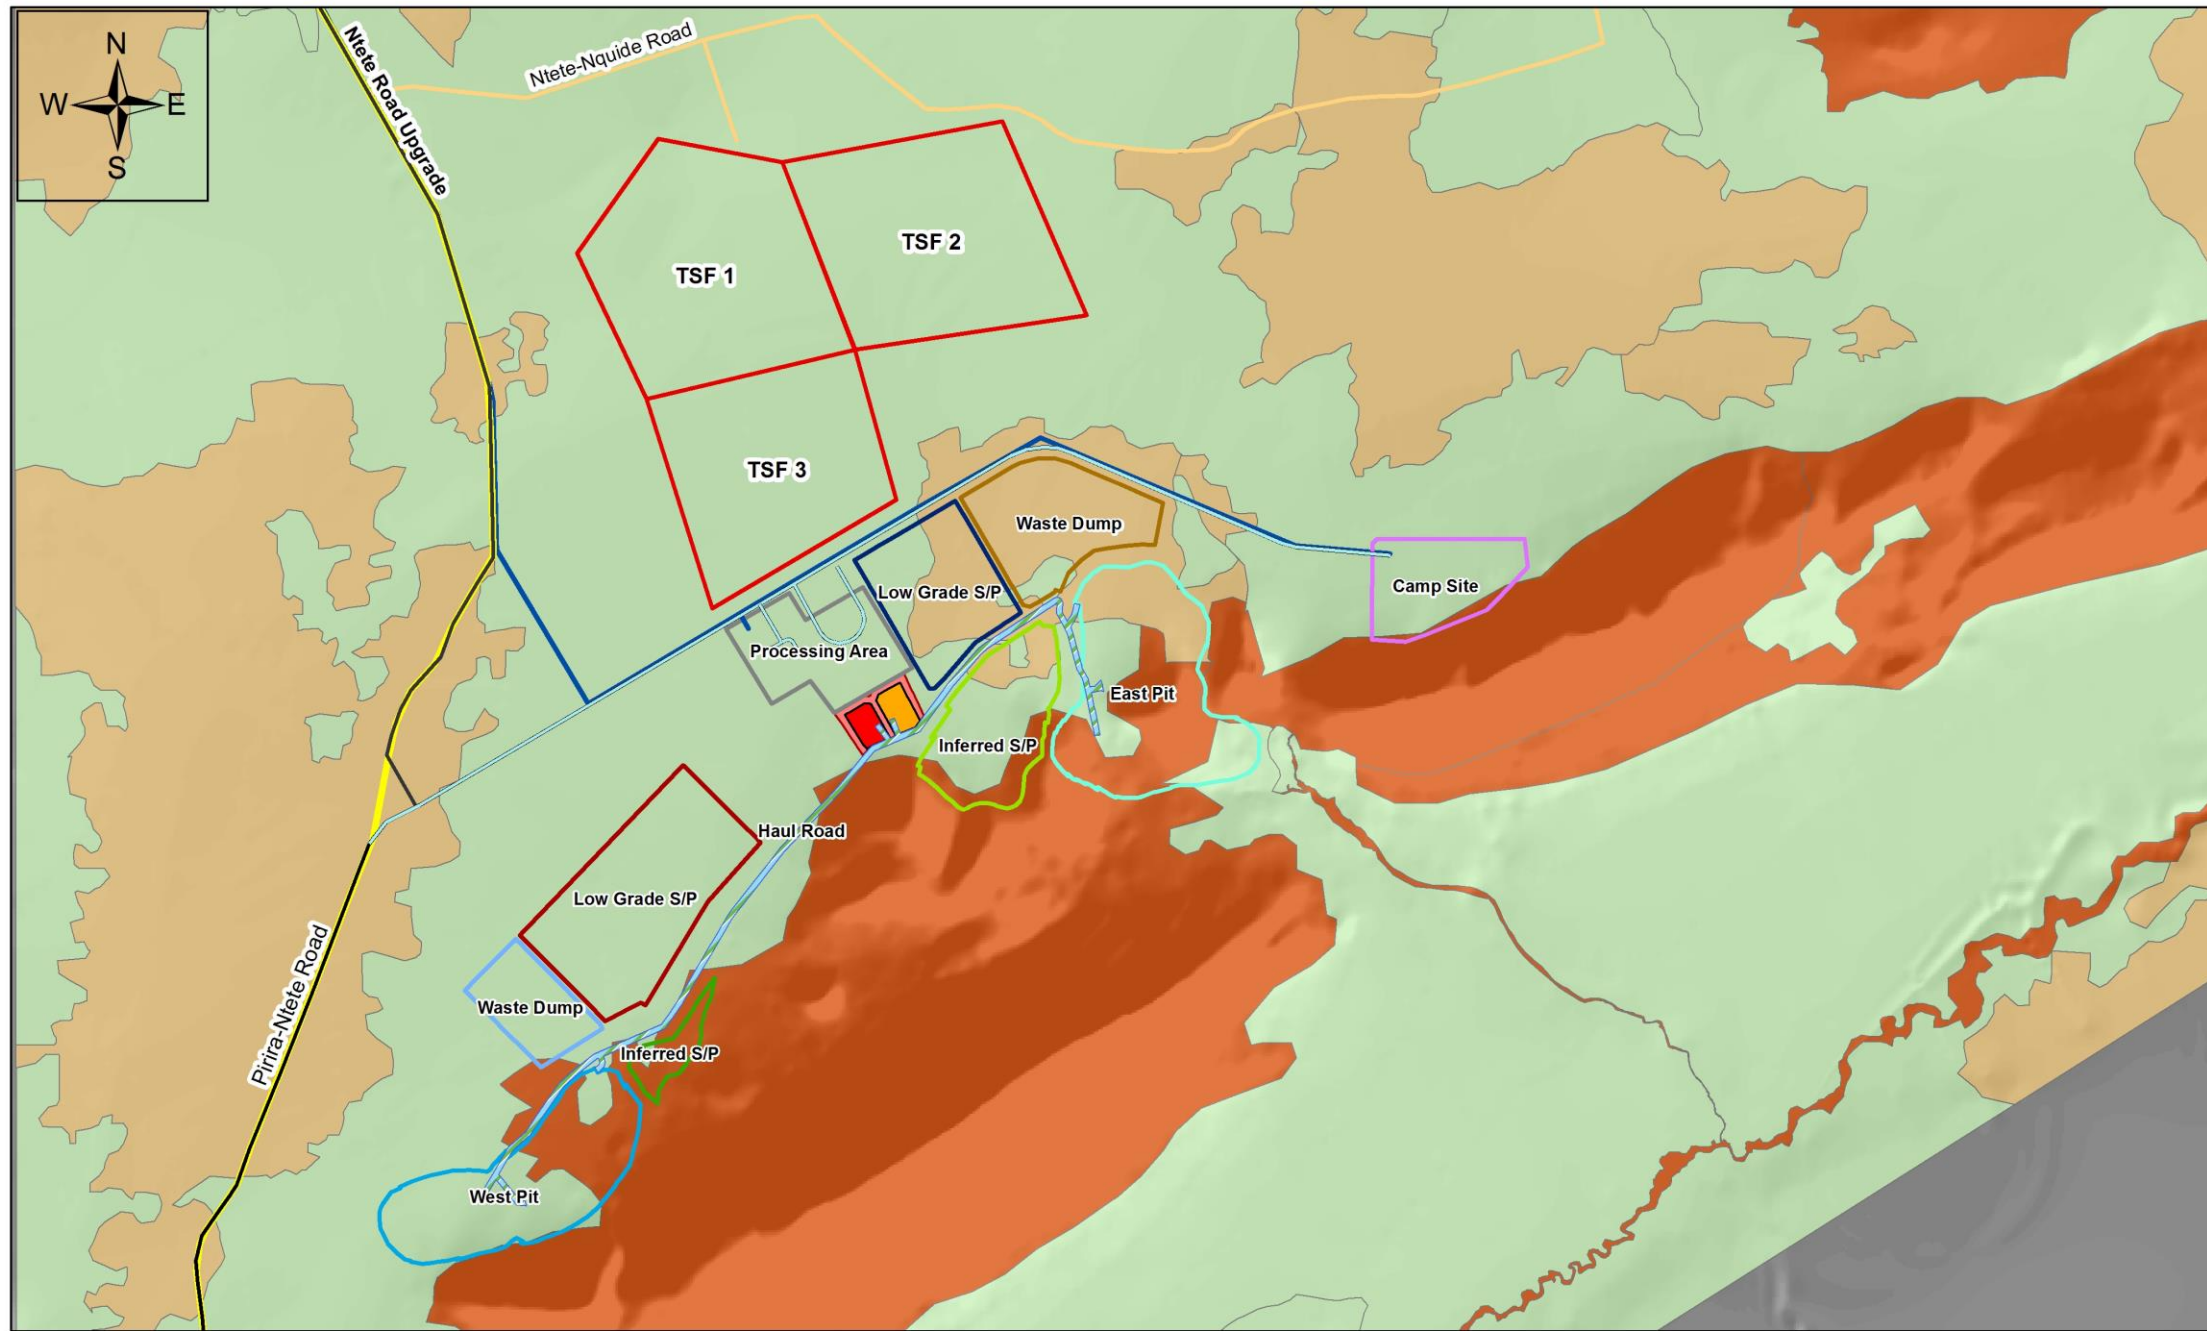 N
W E
S
Ntete Road Upgrade
Ntete-Nquide Road
TSF 2
TSF 1
TSF 3
Waste Dump
Low Grade S/P
Camp Site
Processing Area
East Pit
Inferred S/P
Haul Road
Low Grade S/P
Pirira-Ntete Road
Waste Dump
Inferred S/P
West Pit